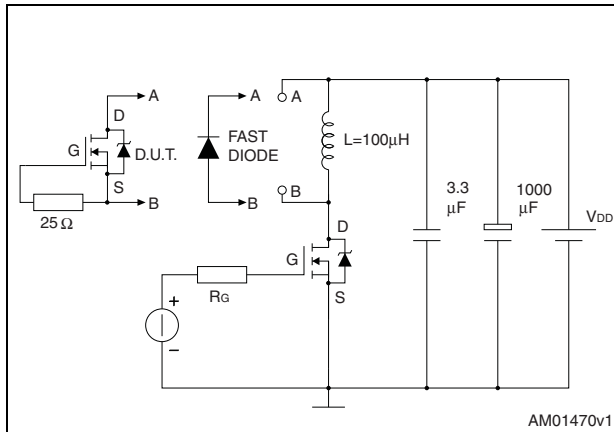 A
A
A
D
FAST
DIODE
L=100μH
G
D.U.T.
S
B
B
B
3.3
μF
1000
μF
VDD
25 Ω
D
G
S
RG
+
–
AM01470v1